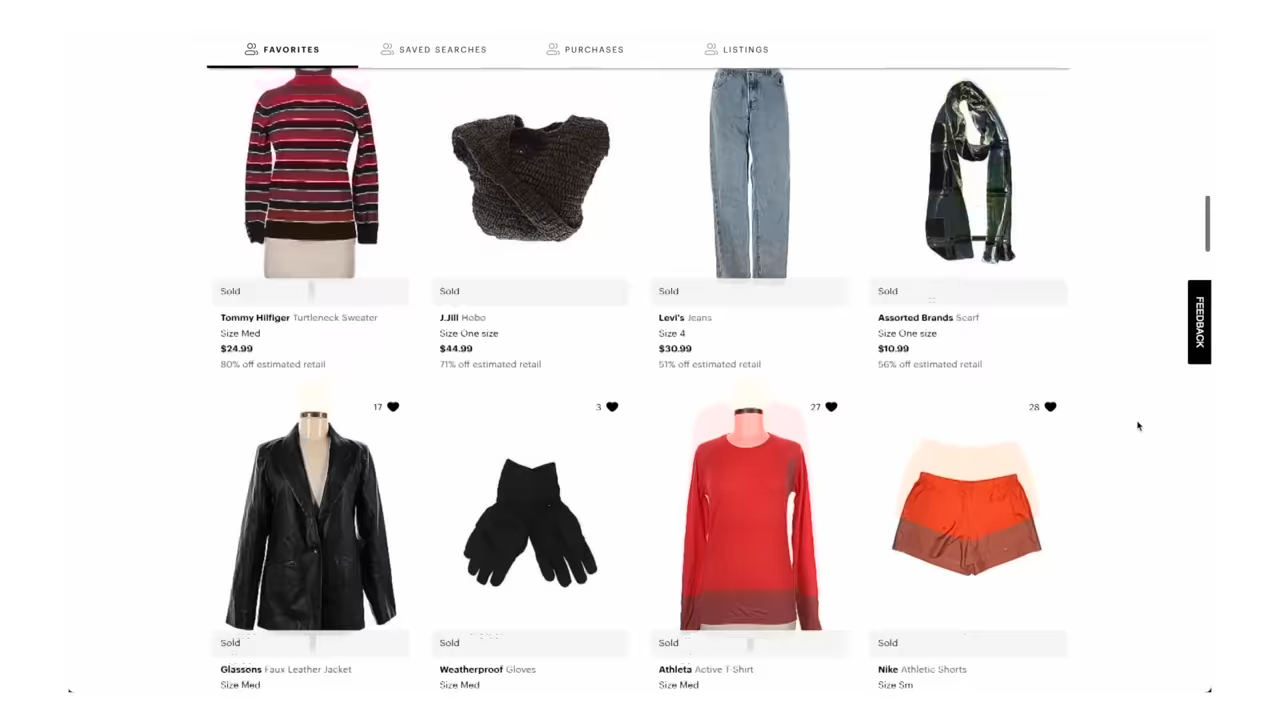 FAVORITES
SAVED SEARCHES
PURCHASES
LISTINGS
Sold
Sold
Sold
Sold
Tommy Hilfiger Turtleneck Sweater
J.Jill Hobo
Levi's Jeans
Assorted Brands Scarf
Size Med
Size One size
Size 4
Size One size
$24.99
$44.99
$30.99
$10.99
80% off estimated retail
71% off estimated retail
51% off estimated retail
56% off estimated retail
FEEDBACK
17
3
27
28
Sold
Sold
Sold
Sold
Glassons Faux Leather Jacket
Weatherproof Gloves
Athleta Active T-Shirt
Nike Athletic Shorts
Size Med
Size Med
Size Med
Size Sm